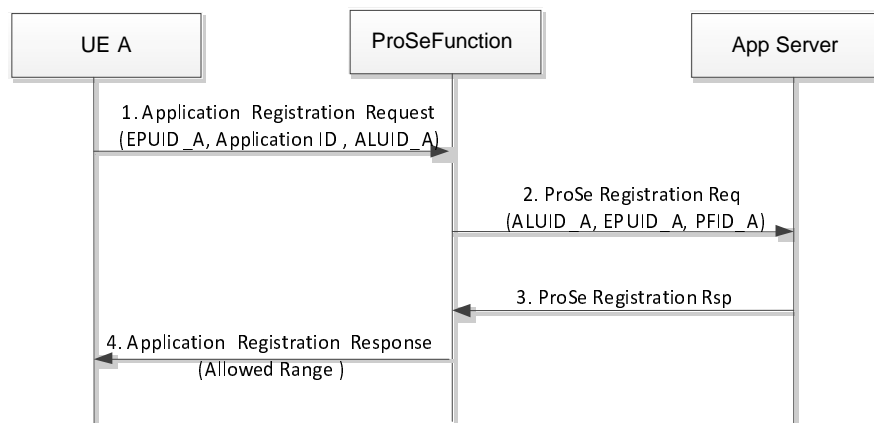 UE A
ProSeFunction
App Server
1. Application Registration Request
(EPUID_A, Application ID , ALUID_A)
2. ProSe Registration Req
(ALUID_A, EPUID_A, PFID_A)
3. ProSe Registration Rsp
4. Application Registration Response
(Allowed Range )